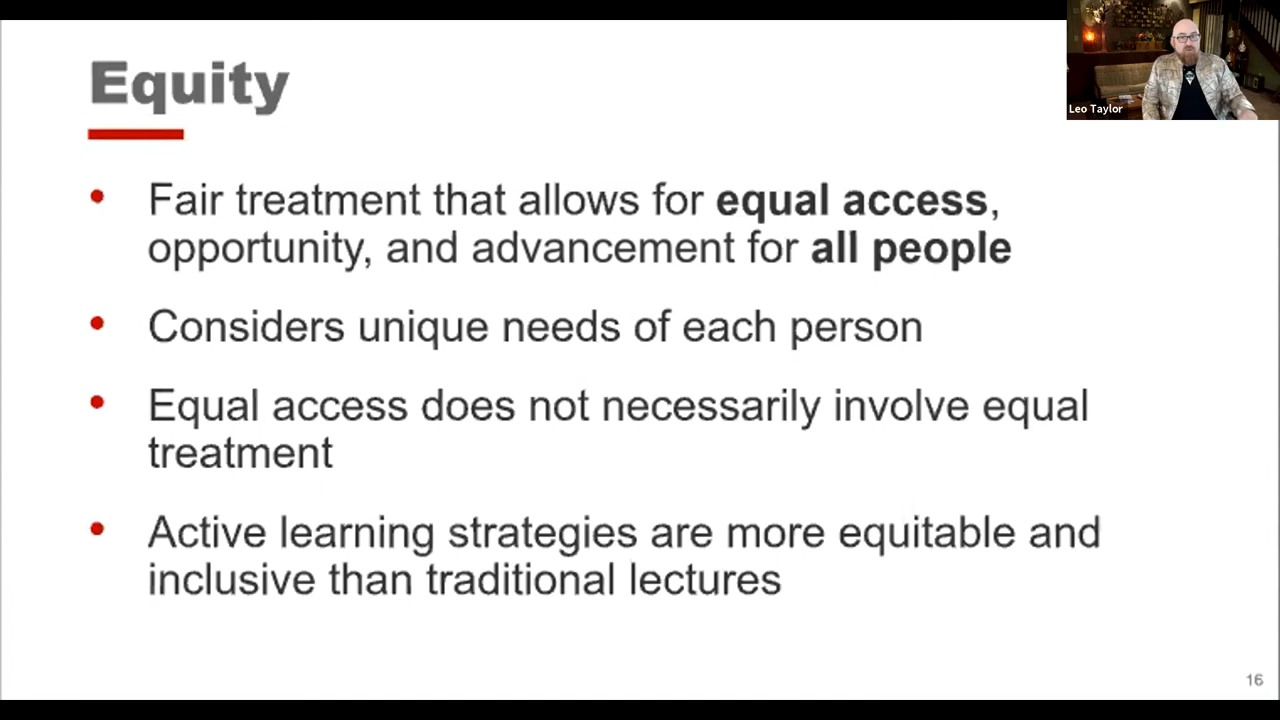 Equity
Leo Taylor
• Fair treatment that allows for equal access,
opportunity, and advancement for all people
• Considers unique needs of each person
• Equal access does not necessarily involve equal
treatment
• Active learning strategies are more equitable and
inclusive than traditional lectures
16